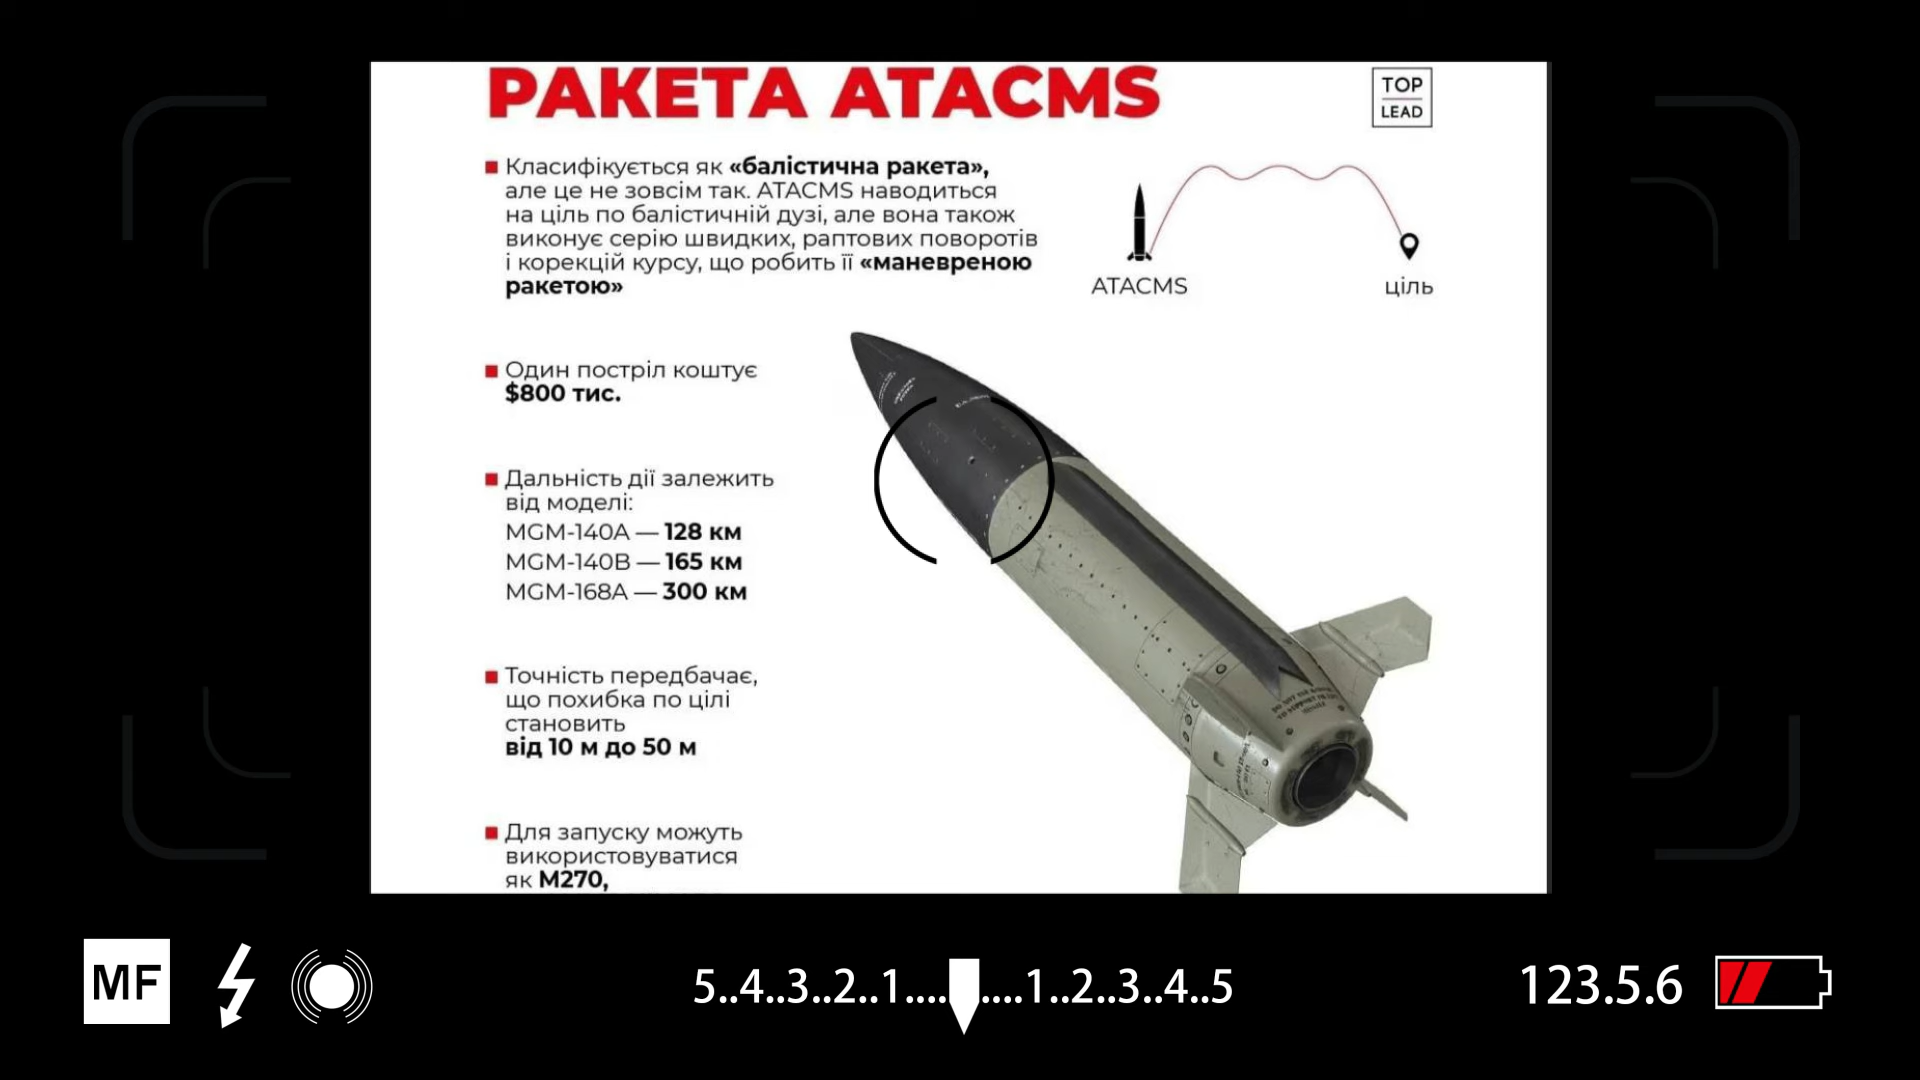 РАКЕТА ATACMS
TOP
LEAD
Класифікується як «балістична ракета»,
але це не зовсім так. ATACMS наводиться
на ціль по балістичній дузі, але вона також
виконує серію швидких, раптових поворотів
і корекцій курсу, що робить її «маневреною
ракетою»
ATACMS
ціль
Один постріл коштує
$800 тис.
Дальність дії залежить
від моделі:
MGM-140A — 128 км
MGM-140B — 165 км
MGM-168A — 300 км
Точність передбачає,
що похибка по цілі
становить
від 10 м до 50 м
Для запуску можуть
використовуватися
як M270,
MF
5..4..3..2..1.... ....1..2..3..4..5
123.5.6